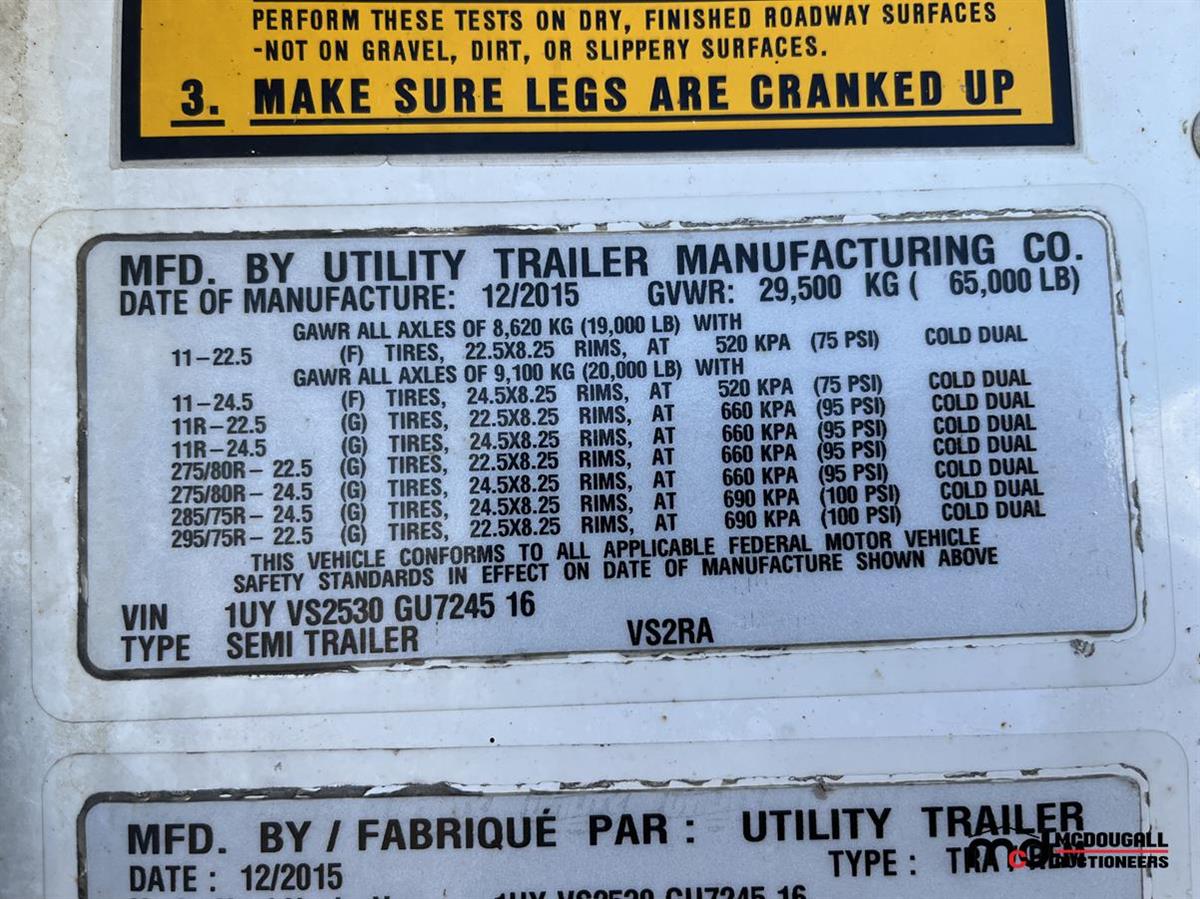 PERFORM THESE TESTS ON DRY, FINISHED ROADWAY SURFACES
-NOT ON GRAVEL, DIRT, OR SLIPPERY SURFACES.
3. MAKE SURE LEGS ARE CRANKED UP
MFD. BY UTILITY TRAILER MANUFACTURING CO.
DATE OF MANUFACTURE: 12/2015 GVWR: 29,500 KG ( 65,000 LB)
GAWR ALL AXLES OF 8,620 KG (19,000 LB) WITH
11-22.5 (F) TIRES, 22.5X8.25 RIMS, AT 520 KPA (75 PSI) COLD DUAL
GAWR ALL AXLES OF 9,100 KG (20,000 LB) WITH
11-24.5 (F) TIRES, 24.5X8.25 RIMS, AT 520 KPA (75 PSI) COLD DUAL
11R-22.5 (G) TIRES, 22.5X8.25 RIMS, AT 660 KPA (95 PSI) COLD DUAL
11R-24.5 (G) TIRES, 24.5X8.25 RIMS, AT 660 KPA (95 PSI) COLD DUAL
275/80R- 22.5 (G) TIRES, 22.5X8.25 RIMS, AT 660 KPA (95 PSI) COLD DUAL
275/80R- 24.5 (G) TIRES, 24.5X8.25 RIMS, AT 660 KPA (95 PSI) COLD DUAL
285/75R- 24.5 (G) TIRES, 24.5X8.25 RIMS, AT 690 KPA (100 PSI) COLD DUAL
295/75R- 22.5 (G) TIRES, 22.5X8.25 RIMS, AT 690 KPA (100 PSI) COLD DUAL
THIS VEHICLE CONFORMS TO ALL APPLICABLE FEDERAL MOTOR VEHICLE
SAFETY STANDARDS IN EFFECT ON DATE OF MANUFACTURE SHOWN ABOVE
VIN 1UY VS2530 GU7245 16
TYPE SEMI TRAILER VS2RA
MFD. BY / FABRIQUÉ PAR : UTILITY TRAILER
DATE : 12/2015 TYPE :
1UY VS2530 GU7245 16
MCDOUGALL
AUCTIONEERS